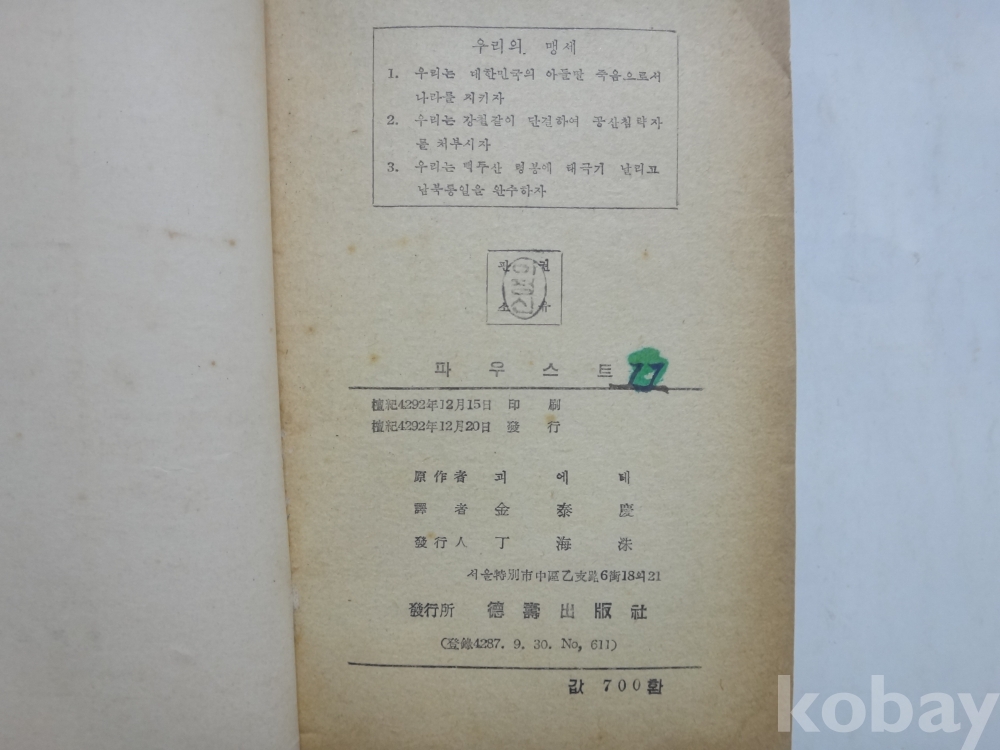 우리의 맹세
1. 우리는 대한민국의 아들딸 죽음으로서
나라를 지키자
2. 우리는 강철같이 단결하여 공산침략자
를 처부시자
3. 우리는 백두산 령봉에 태극기 날리고
남북통일을 완수하자
판 권
소 유
파 우 스 트
77
檀紀4292年12月15日 印 刷
檀紀4292年12月20日 發 行
原作者 괴 에 테
譯 者 金 泰 慶
發行人 丁 海 洙
서울特別市中區乙支路6街18의21
發行所 德壽出版社
(登錄4287. 9. 30. No, 611)
값 700환
kobay